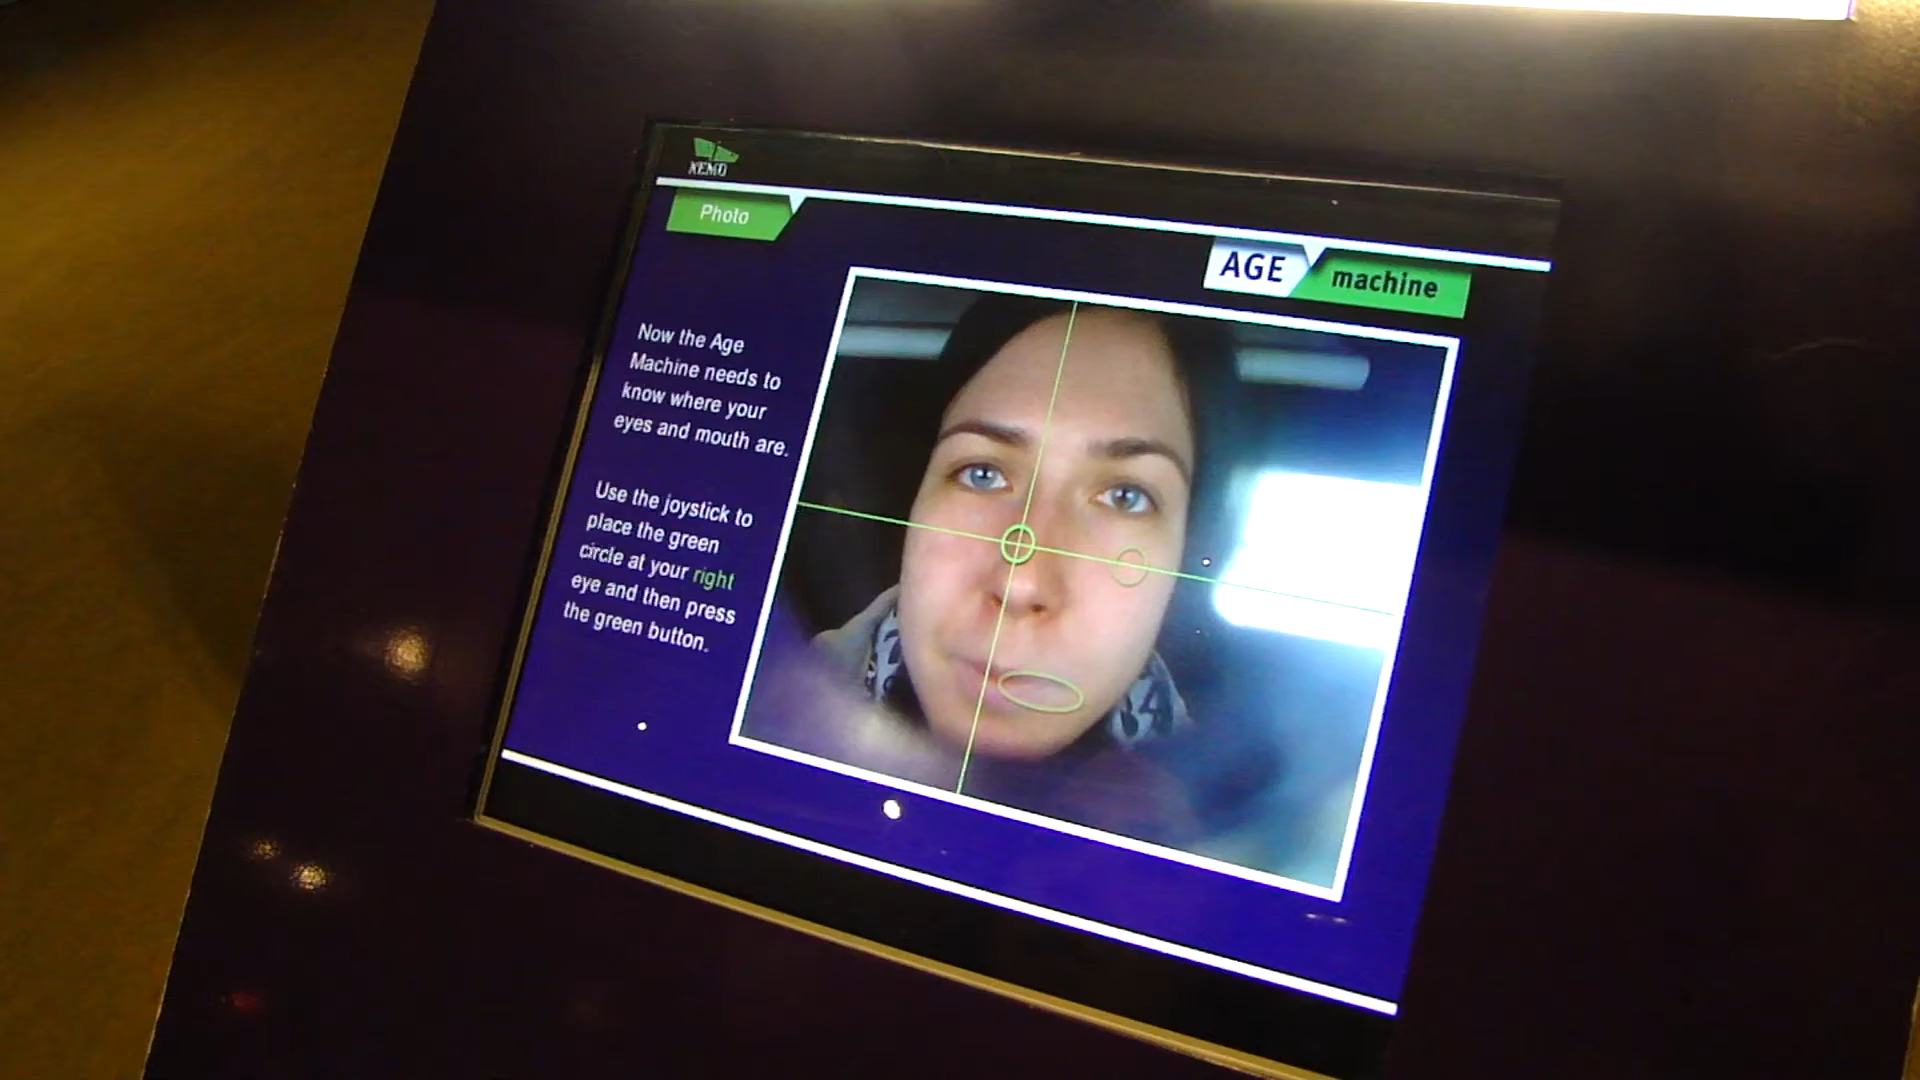 NEMO
Photo
AGE machine
Now the Age
Machine needs to
know where your
eyes and mouth are.
Use the joystick to
place the green
circle at your right
eye and then press
the green button.